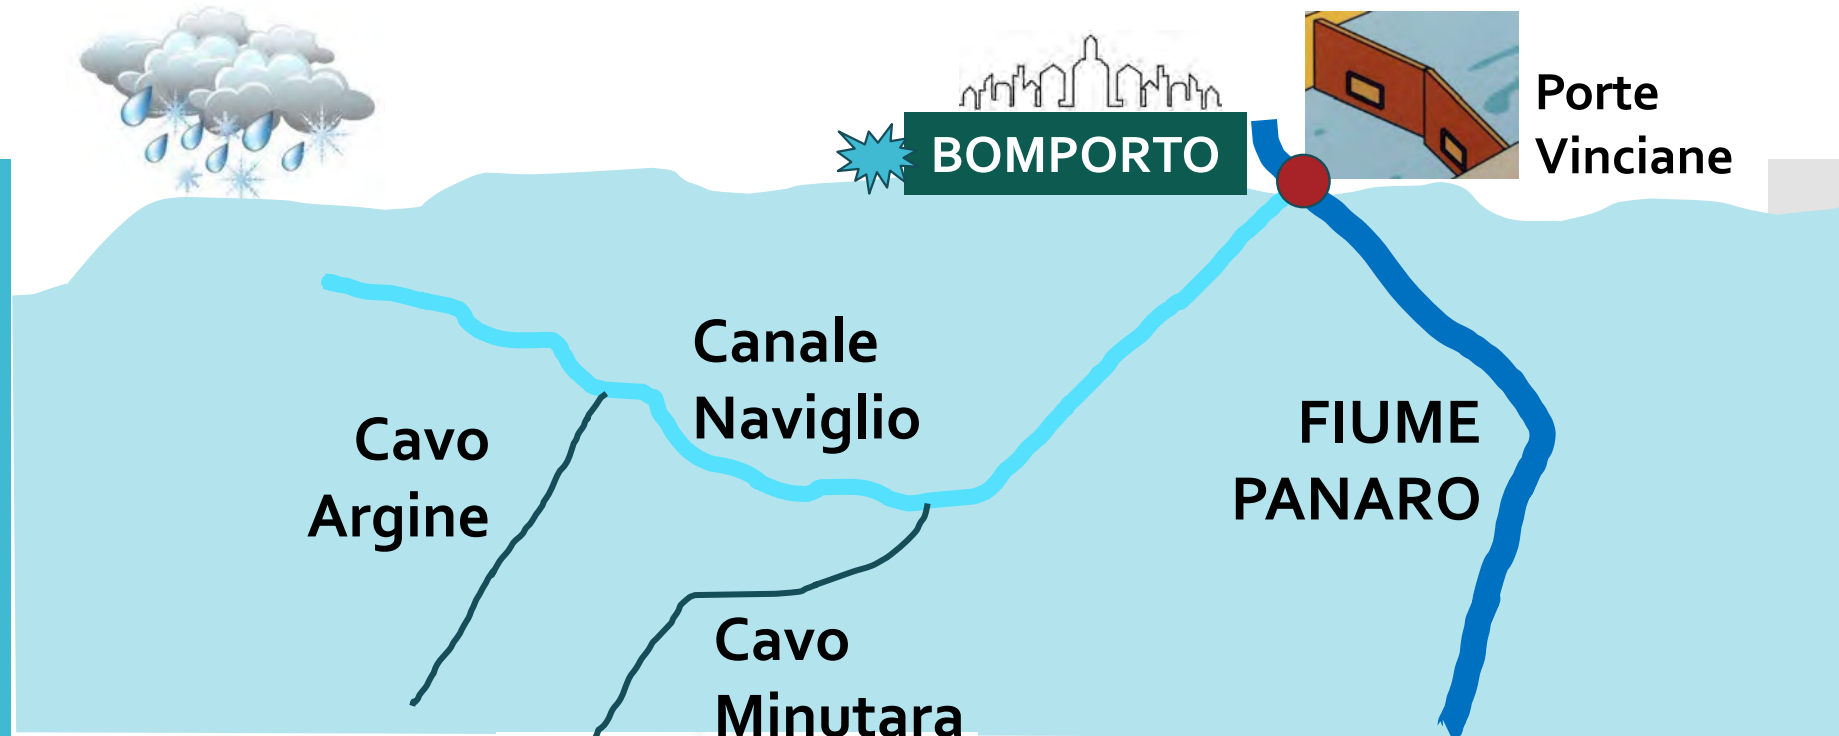 BOMPORTO
Porte
Vinciane
Canale
Naviglio
Cavo
Argine
FIUME
PANARO
Cavo
Minutara